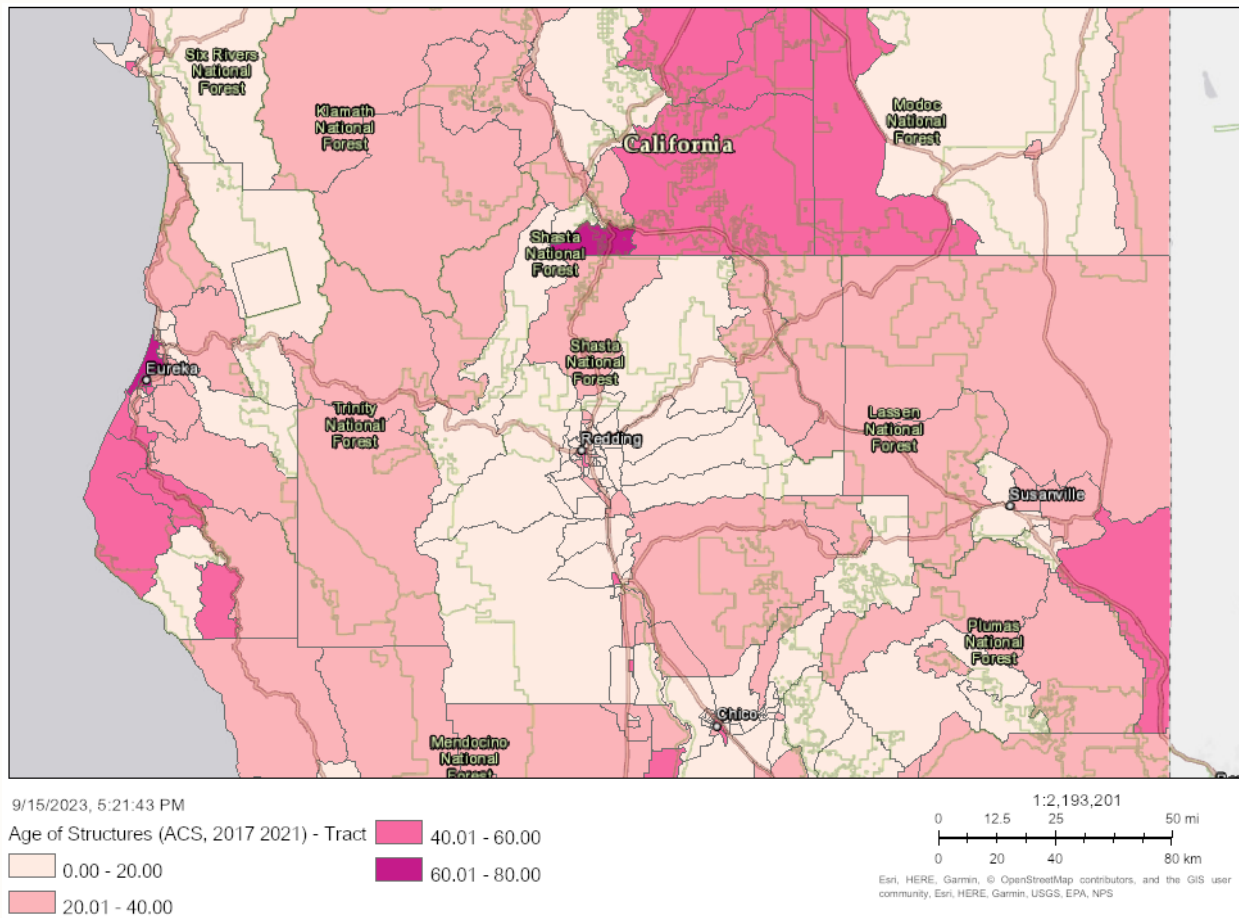 Six Rivers
National
Forest
Klamath
National
Forest
Modoc
National
Forest
California
Shasta
National
Forest
Shasta
National
Forest
Eureka
Trinity
National
Forest
Lassen
National
Forest
Redding
Susanville
Plumas
National
Forest
Chico
Mendocino
National
Forest
9/15/2023, 5:21:43 PM
Age of Structures (ACS, 2017 2021) - Tract
0.00 - 20.00
20.01 - 40.00
40.01 - 60.00
60.01 - 80.00
1:2,193,201
0 12.5 25 50 mi
0 20 40 80 km
Esri, HERE, Garmin, © OpenStreetMap contributors, and the GIS user
community, Esri, HERE, Garmin, USGS, EPA, NPS